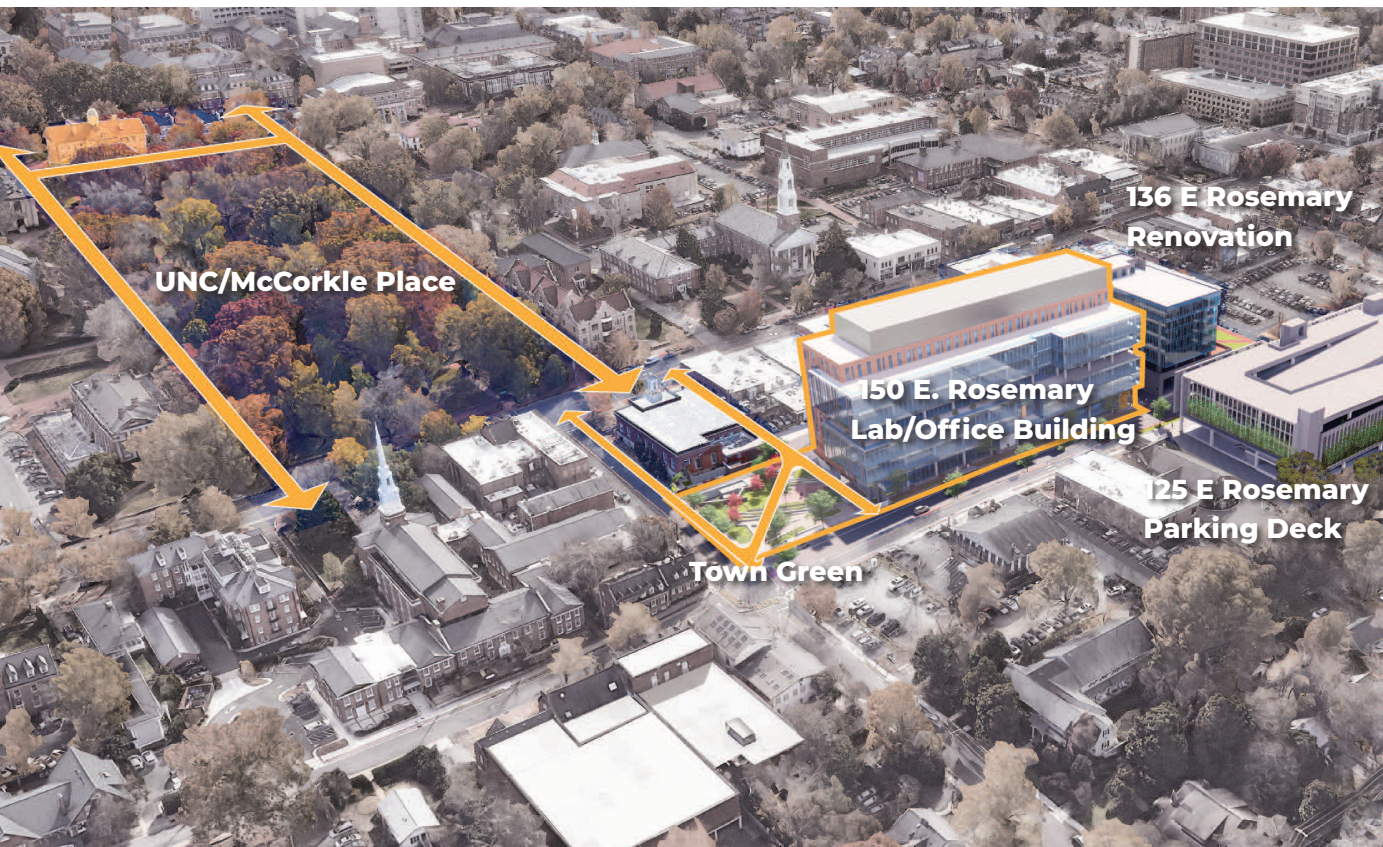 136 E Rosemary
Renovation
UNC/McCorkle Place
150 E. Rosemary
Lab/Office Building
125 E Rosemary
Parking Deck
Town Green